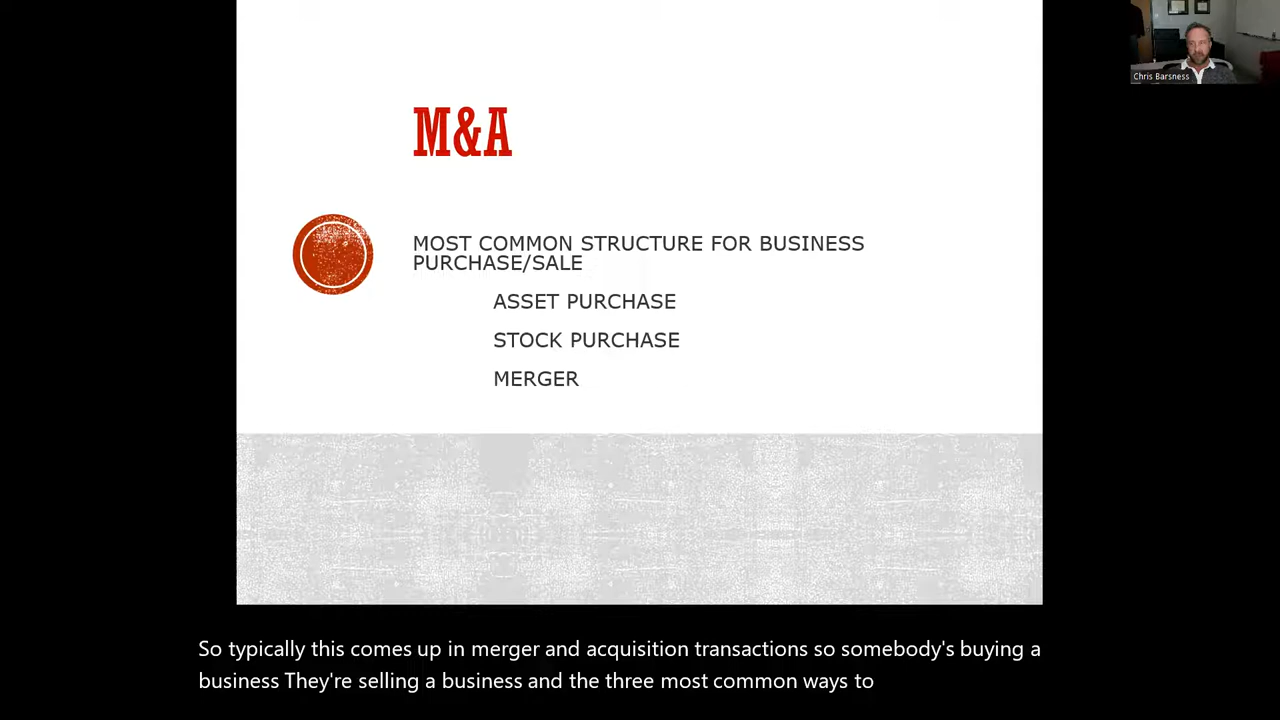 M&A
Chris Barsness
MOST COMMON STRUCTURE FOR BUSINESS
PURCHASE/SALE
ASSET PURCHASE
STOCK PURCHASE
MERGER
So typically this comes up in merger and acquisition transactions so somebody's buying a
business They're selling a business and the three most common ways to